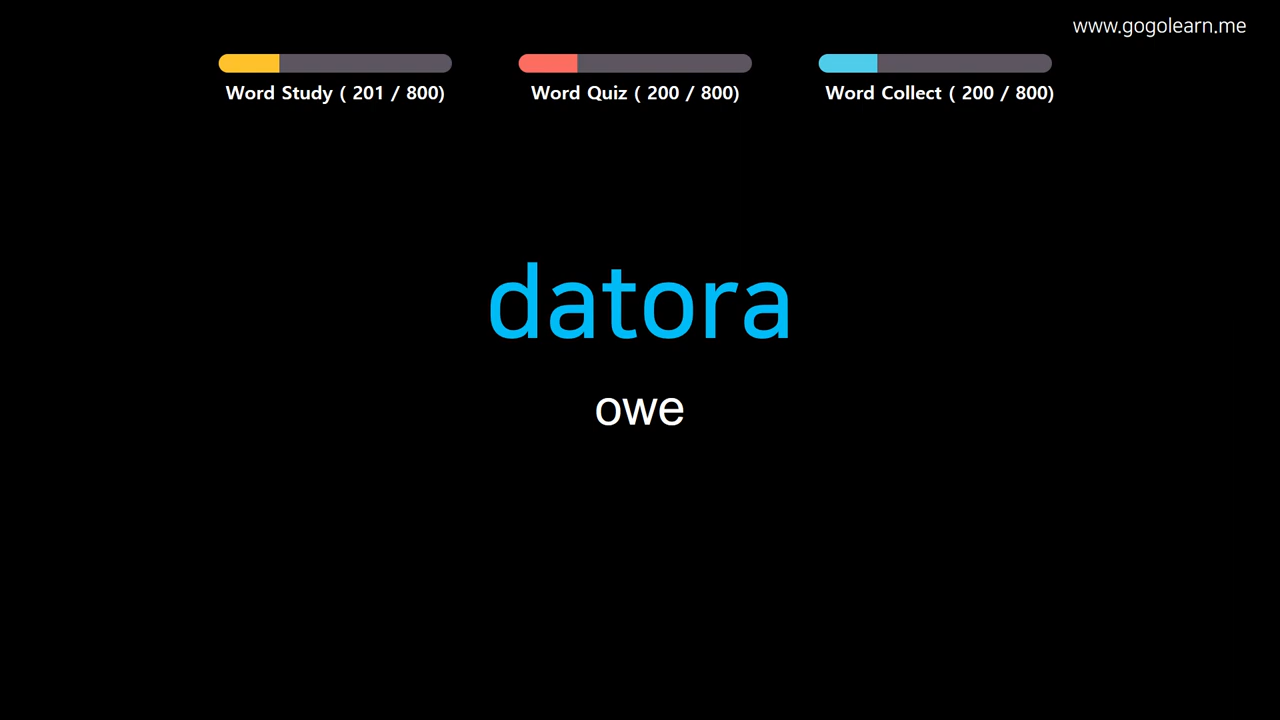 www.gogolearn.me
Word Study ( 201 / 800)
Word Quiz ( 200 / 800)
Word Collect ( 200 / 800)
datora
owe